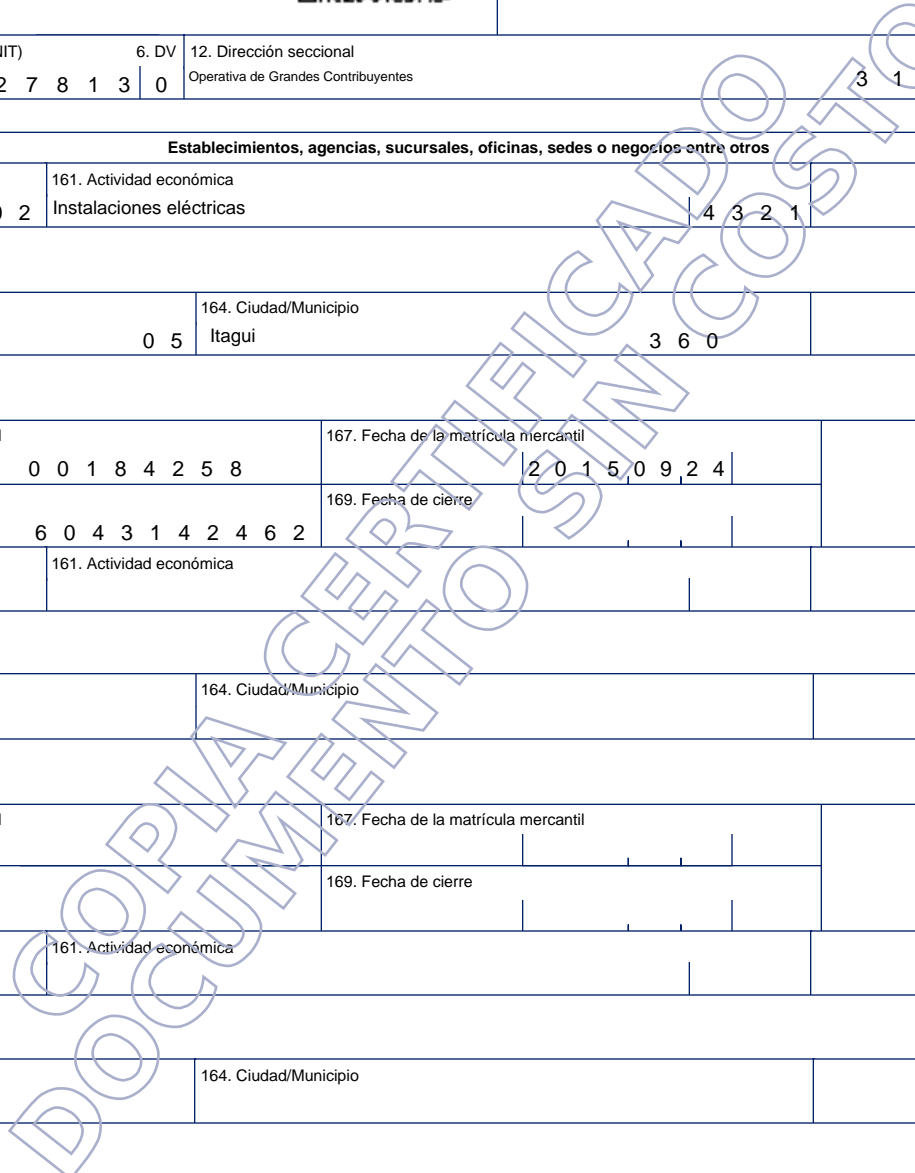 6. DV 12. Dirección seccional
7 8 1 3 0 Operativa de Grandes Contribuyentes 3 1
Establecimientos, agencias, sucursales, oficinas, sedes o negocios entre otros
161. Actividad económica
2 Instalaciones eléctricas 4 3 2 1
164. Ciudad/Municipio
0 5 Itagui 3 6 0
167. Fecha de la matrícula mercantil
0 0 1 8 4 2 5 8 2 0 1 5 0 9 2 4
169. Fecha de cierre
6 0 4 3 1 4 2 4 6 2
161. Actividad económica
164. Ciudad/Municipio
167. Fecha de la matrícula mercantil
169. Fecha de cierre
161. Actividad económica
164. Ciudad/Municipio
COPIA CERTIFICADO
DOCUMENTO SIN COSTO